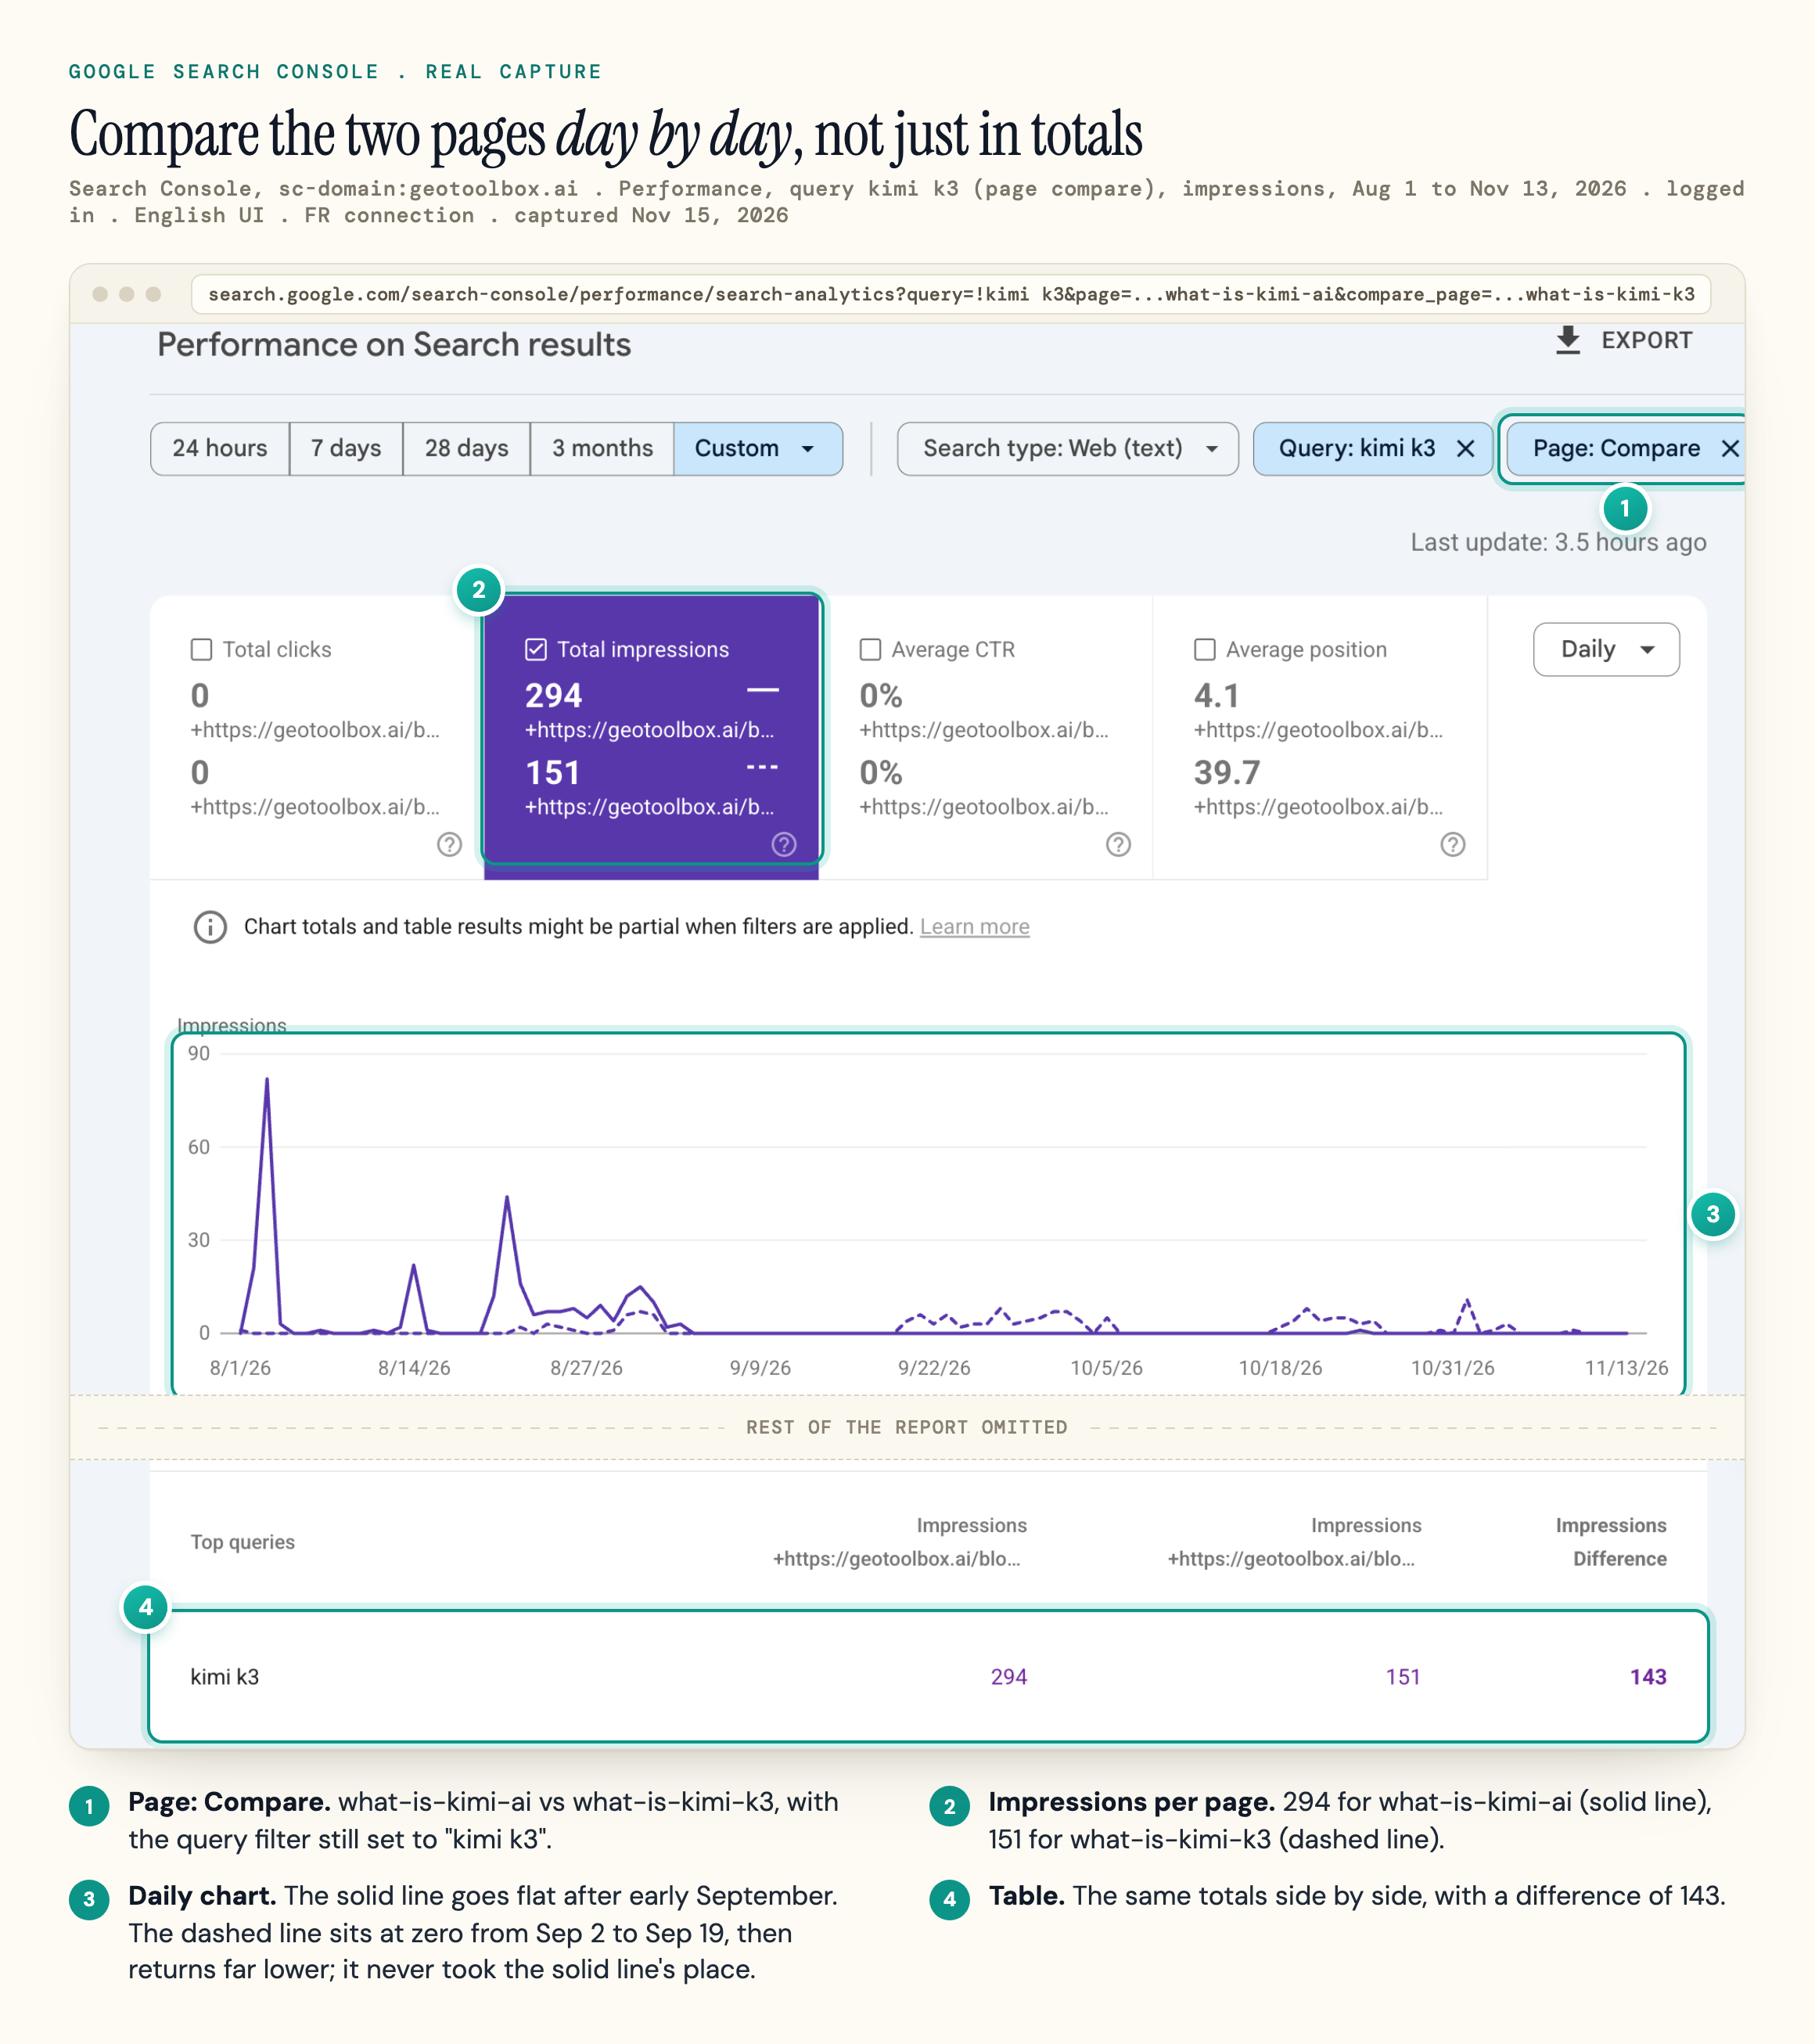 GOOGLE SEARCH CONSOLE . REAL CAPTURE
Compare the two pages day by day, not just in totals
Search Console, sc-domain:geotoolbox.ai . Performance, query kimi k3 (page compare), impressions, Aug 1 to Nov 13, 2026 . logged
in . English UI . FR connection . captured Nov 15, 2026
search.google.com/search-console/performance/search-analytics?query=!kimi k3&page=...what-is-kimi-ai&compare_page=...what-is-kimi-k3
Performance on Search results
EXPORT
24 hours 7 days 28 days 3 months Custom Search type: Web (text) Query: kimi k3 Page: Compare
1
Last update: 3.5 hours ago
2
Total clicks Total impressions Average CTR Average position Daily
0 294 0% 4.1
+https://geotoolbox.ai/b... +https://geotoolbox.ai/b... +https://geotoolbox.ai/b... +https://geotoolbox.ai/b...
0 151 0% 39.7
+https://geotoolbox.ai/b... +https://geotoolbox.ai/b... +https://geotoolbox.ai/b... +https://geotoolbox.ai/b...
Chart totals and table results might be partial when filters are applied. Learn more
Impressions
90
60
30
0
3
8/1/26 8/14/26 8/27/26 9/9/26 9/22/26 10/5/26 10/18/26 10/31/26 11/13/26
REST OF THE REPORT OMITTED
Top queries
Impressions Impressions Impressions
+https://geotoolbox.ai/blo... +https://geotoolbox.ai/blo... Difference
4
kimi k3 294 151 143
1 Page: Compare. what-is-kimi-ai vs what-is-kimi-k3, with
the query filter still set to "kimi k3".
2 Impressions per page. 294 for what-is-kimi-ai (solid line),
151 for what-is-kimi-k3 (dashed line).
3 Daily chart. The solid line goes flat after early September.
The dashed line sits at zero from Sep 2 to Sep 19, then
returns far lower; it never took the solid line's place.
4 Table. The same totals side by side, with a difference of 143.